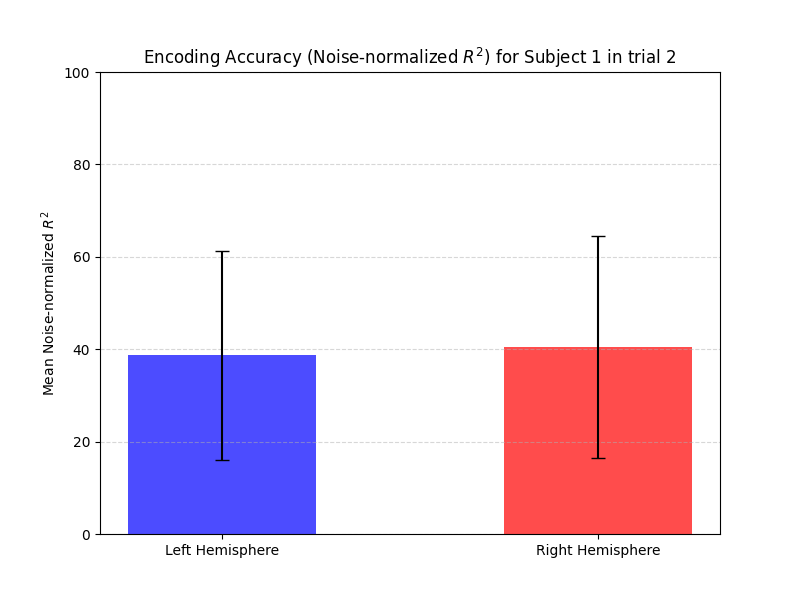 Encoding Accuracy (Noise-normalized R²) for Subject 1 in trial 2
Mean Noise-normalized R²
100
80
60
40
20
0
Left Hemisphere
Right Hemisphere